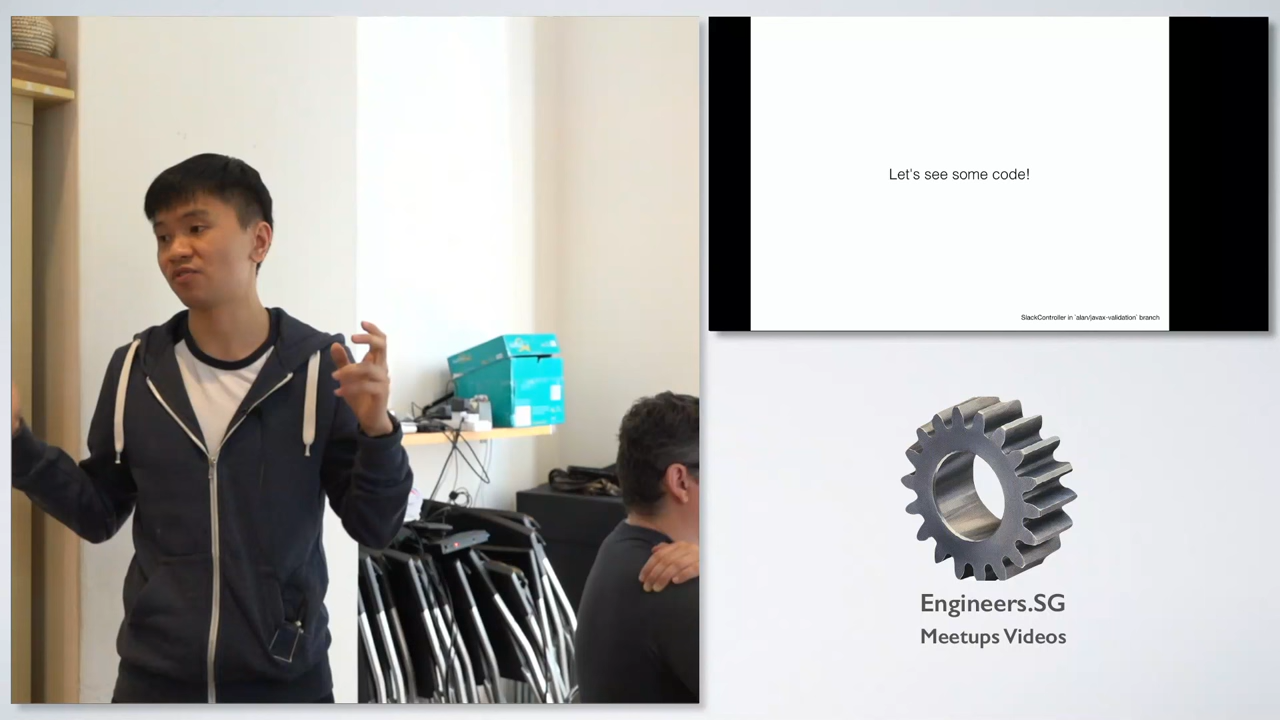 Let's see some code!
SlackController in `alan/javax-validation` branch
Engineers.SG
Meetups Videos